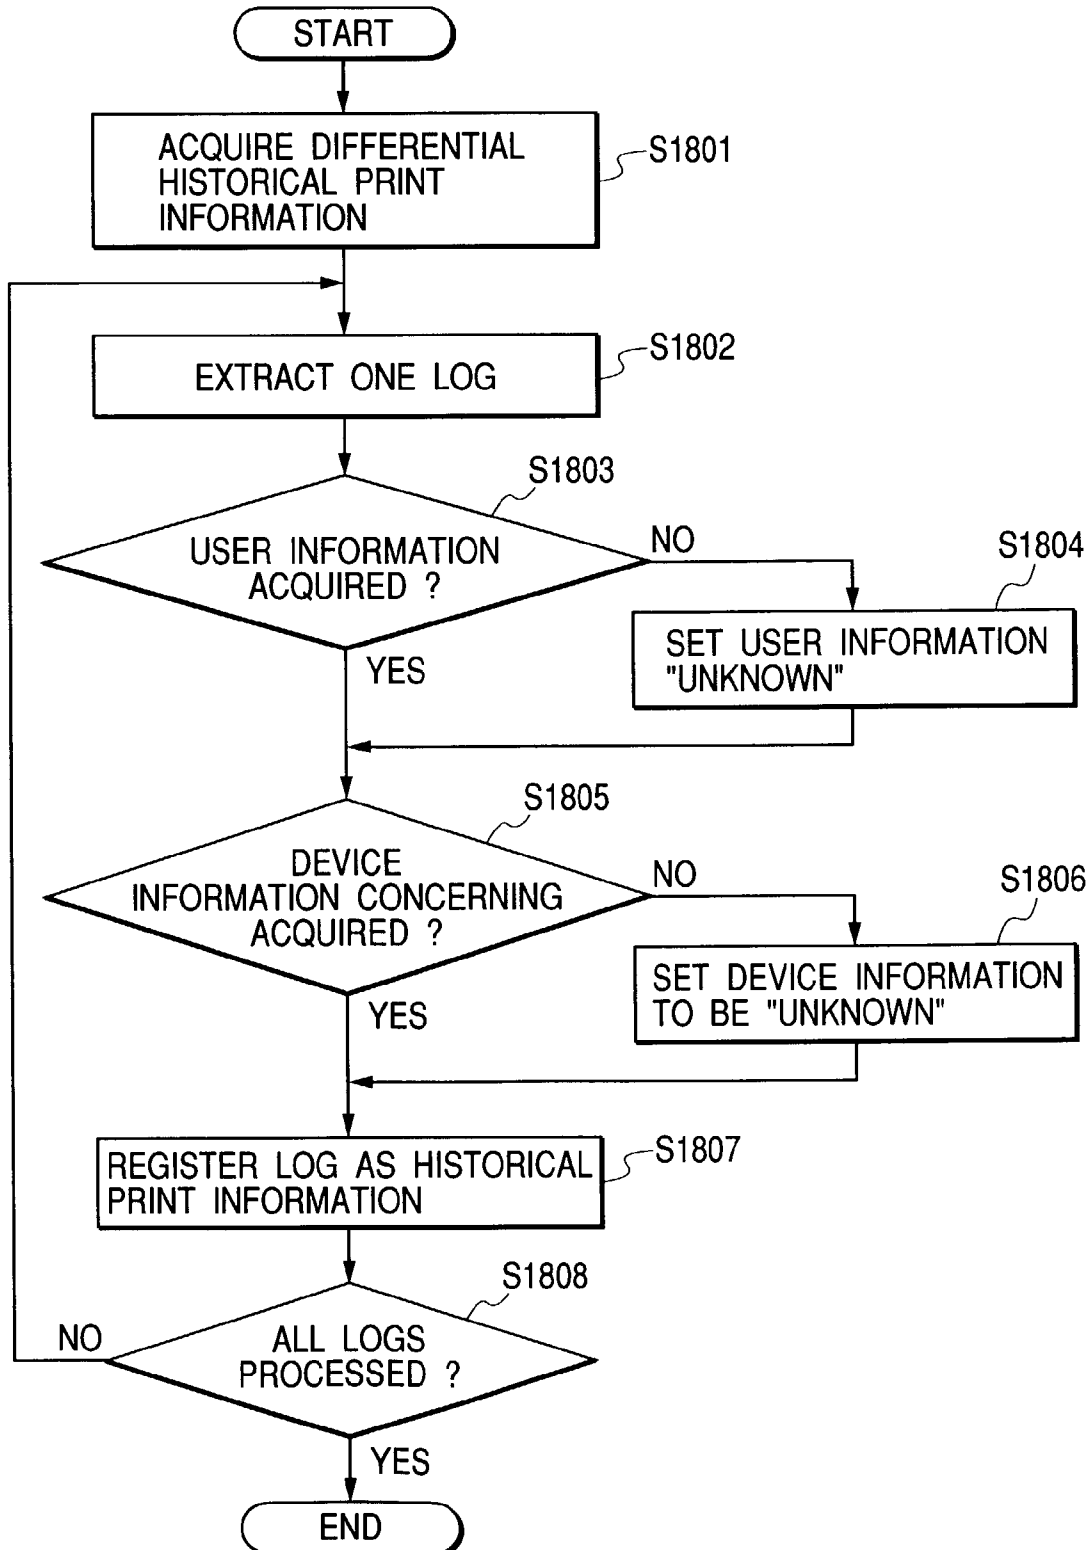 START
ACQUIRE DIFFERENTIAL
HISTORICAL PRINT
INFORMATION
S1801
EXTRACT ONE LOG
S1802
USER INFORMATION
ACQUIRED ?
S1803
NO
YES
SET USER INFORMATION
"UNKNOWN"
S1804
DEVICE
INFORMATION CONCERNING
ACQUIRED ?
S1805
NO
YES
SET DEVICE INFORMATION
TO BE "UNKNOWN"
S1806
REGISTER LOG AS HISTORICAL
PRINT INFORMATION
S1807
ALL LOGS
PROCESSED ?
S1808
NO
YES
END